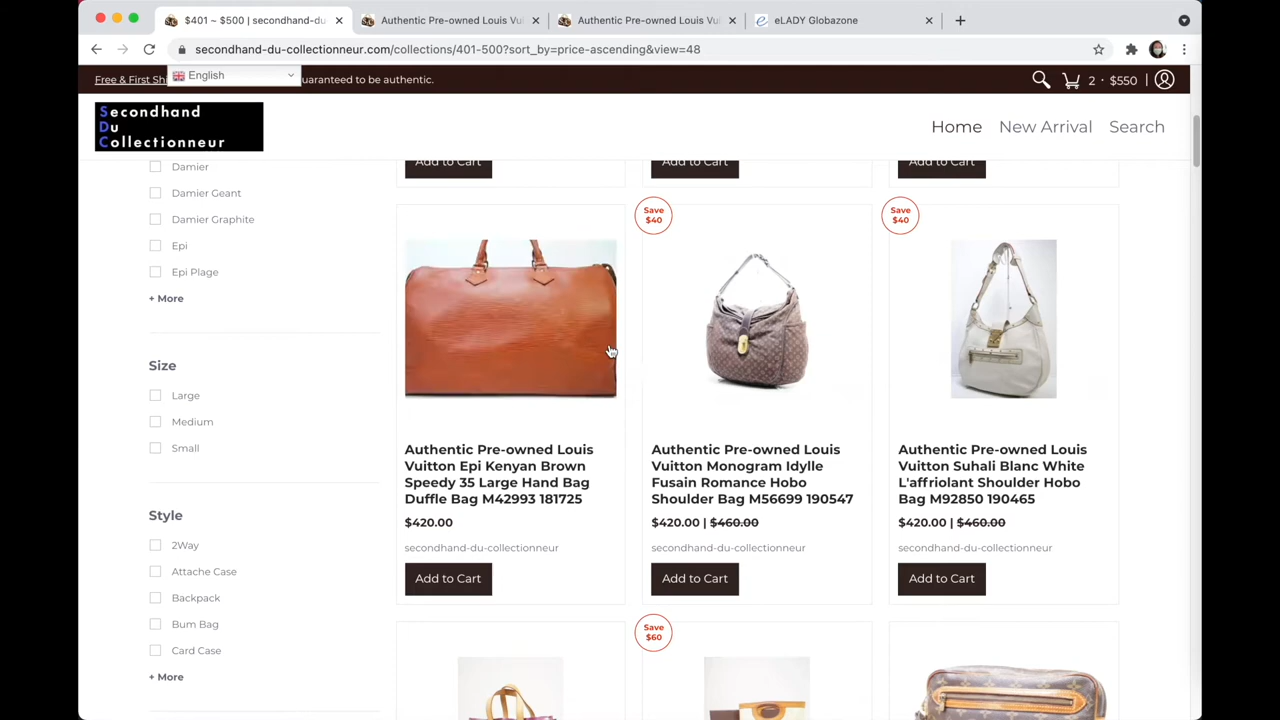 $401 ~ $500 | secondhand-du-
Authentic Pre-owned Louis Vui
Authentic Pre-owned Louis Vui
eLADY Globazone
secondhand-du-collectionneur.com/collections/401-500?sort_by=price-ascending&view=48
Free & First Shi
English
uaranteed to be authentic.
2 · $550
Secondhand
Du
Collectionneur
Home
New Arrival
Search
Damier
Damier Geant
Damier Graphite
Epi
Epi Plage
+ More
Size
Large
Medium
Small
Style
2Way
Attache Case
Backpack
Bum Bag
Card Case
+ More
Add to Cart
Add to Cart
Add to Cart
Authentic Pre-owned Louis
Vuitton Epi Kenyan Brown
Speedy 35 Large Hand Bag
Duffle Bag M42993 181725
$420.00
secondhand-du-collectionneur
Add to Cart
Save
$40
Authentic Pre-owned Louis
Vuitton Monogram Idylle
Fusain Romance Hobo
Shoulder Bag M56699 190547
$420.00 | $460.00
secondhand-du-collectionneur
Add to Cart
Save
$40
Authentic Pre-owned Louis
Vuitton Suhali Blanc White
L'affriolant Shoulder Hobo
Bag M92850 190465
$420.00 | $460.00
secondhand-du-collectionneur
Add to Cart
Save
$60